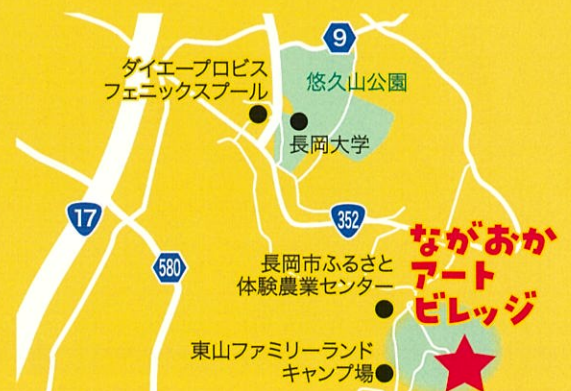 9
ダイエープロビス
フェニックスプール
悠久山公園
長岡大学
17
352
580
ながおか
アート
ビレッジ
長岡市ふるさと
体験農業センター
東山ファミリーランド
キャンプ場